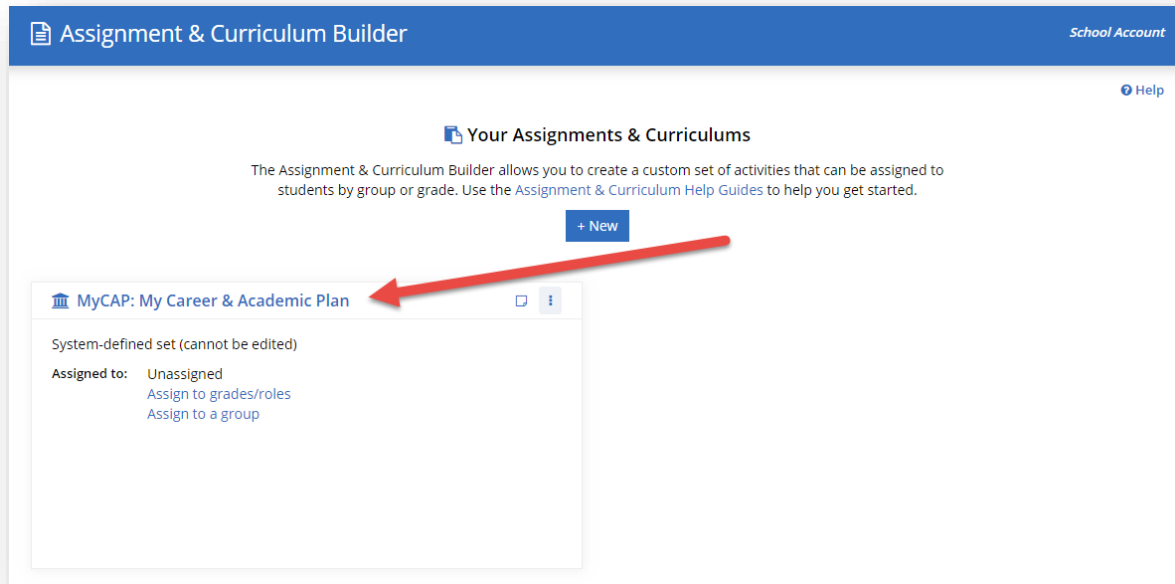 Assignment & Curriculum Builder
School Account
Help
Your Assignments & Curriculums
The Assignment & Curriculum Builder allows you to create a custom set of activities that can be assigned to
students by group or grade. Use the Assignment & Curriculum Help Guides to help you get started.
+ New
MyCAP: My Career & Academic Plan
System-defined set (cannot be edited)
Assigned to: Unassigned
Assign to grades/roles
Assign to a group